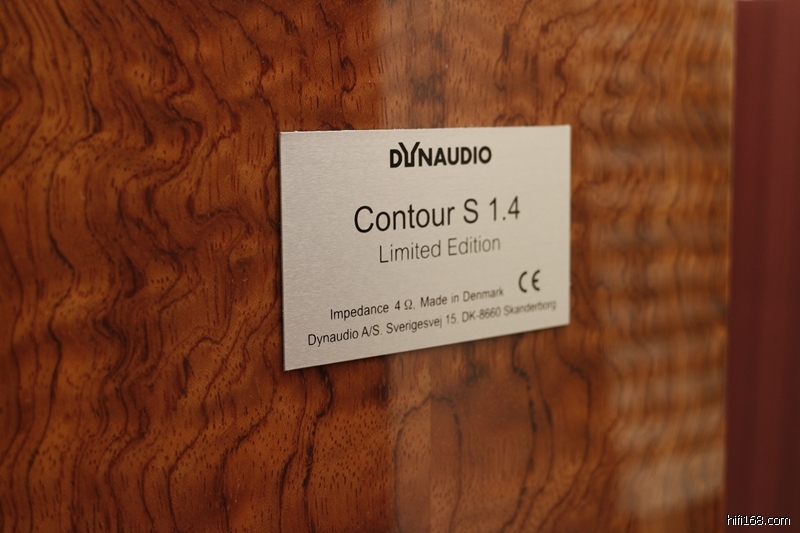 DYNAUDIO
Contour S 1.4
Limited Edition
CE
Impedance 4 Ω. Made in Denmark
Dynaudio A/S. Sverigesvej 15. DK-8660 Skanderborg
hifi168.com